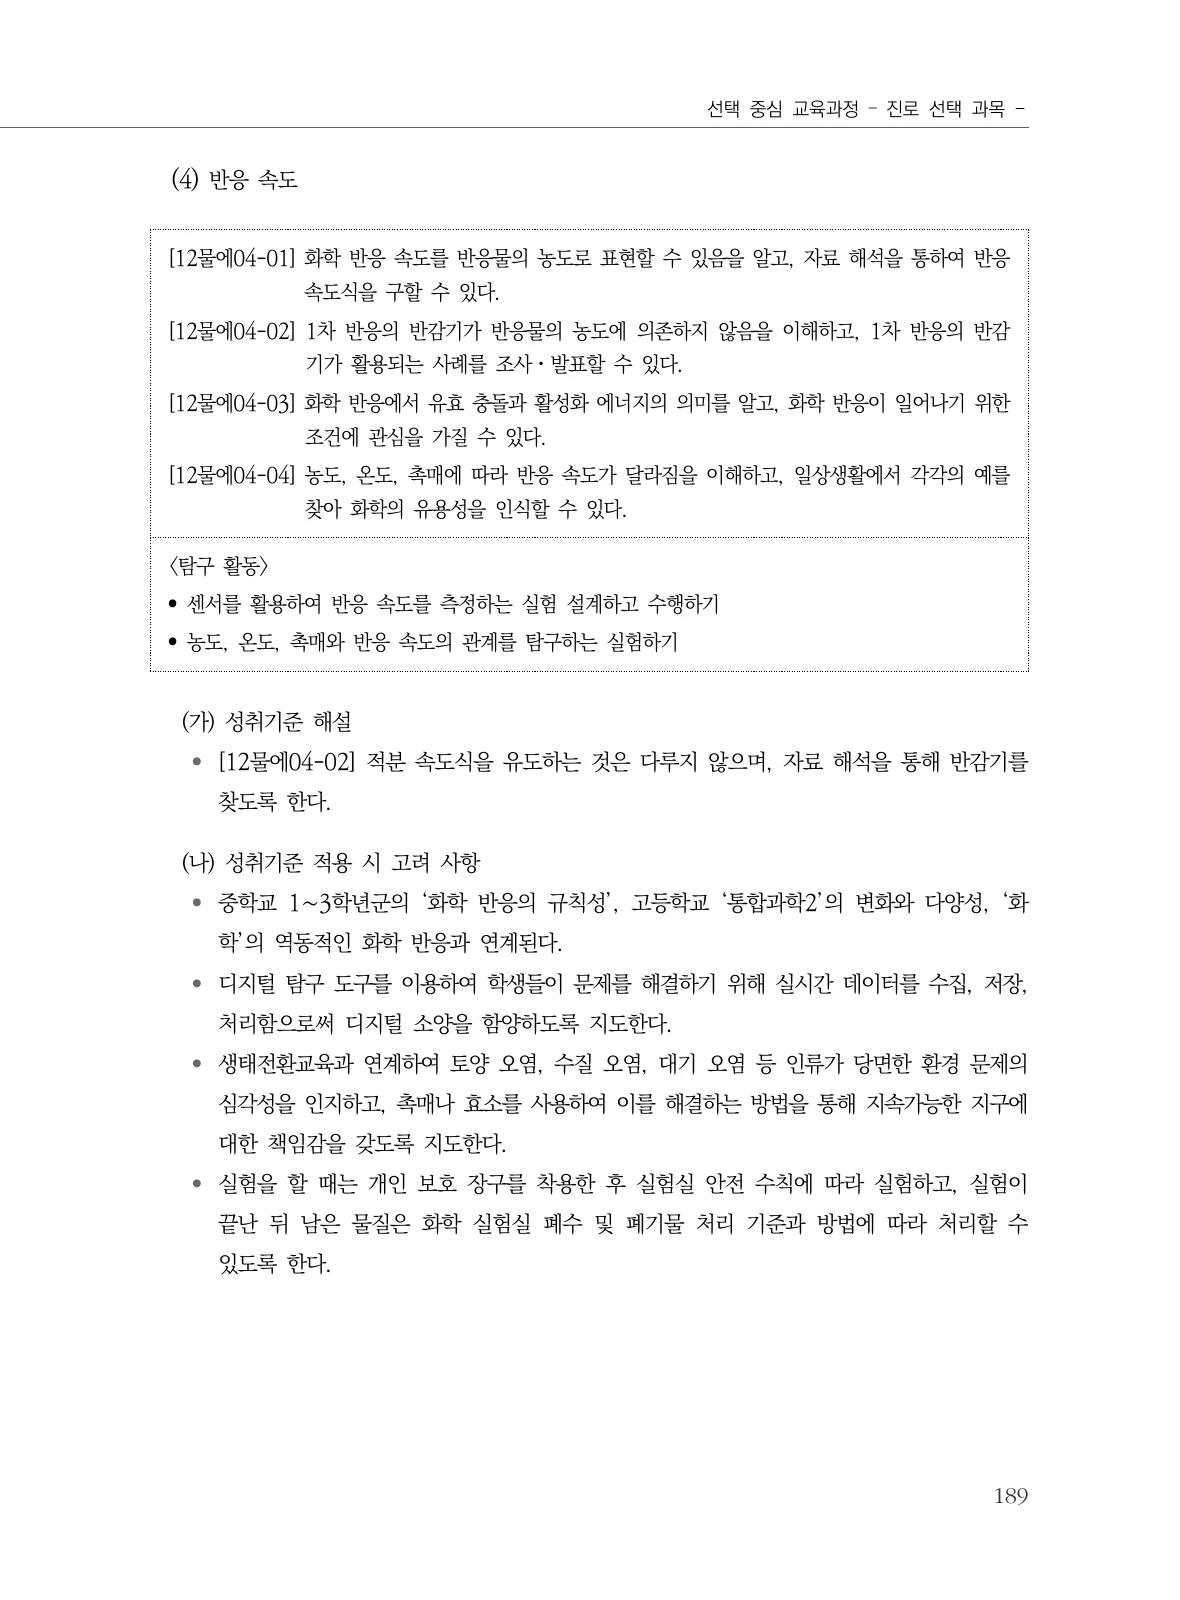 선택 중심 교육과정 - 진로 선택 과목 -
(4) 반응 속도
[12물에04-01] 화학 반응 속도를 반응물의 농도로 표현할 수 있음을 알고, 자료 해석을 통하여 반응
속도식을 구할 수 있다.
[12물에04-02] 1차 반응의 반감기가 반응물의 농도에 의존하지 않음을 이해하고, 1차 반응의 반감
기가 활용되는 사례를 조사·발표할 수 있다.
[12물에04-03] 화학 반응에서 유효 충돌과 활성화 에너지의 의미를 알고, 화학 반응이 일어나기 위한
조건에 관심을 가질 수 있다.
[12물에04-04] 농도, 온도, 촉매에 따라 반응 속도가 달라짐을 이해하고, 일상생활에서 각각의 예를
찾아 화학의 유용성을 인식할 수 있다.
〈탐구 활동〉
• 센서를 활용하여 반응 속도를 측정하는 실험 설계하고 수행하기
• 농도, 온도, 촉매와 반응 속도의 관계를 탐구하는 실험하기
(가) 성취기준 해설
• [12물에04-02] 적분 속도식을 유도하는 것은 다루지 않으며, 자료 해석을 통해 반감기를
찾도록 한다.
(나) 성취기준 적용 시 고려 사항
• 중학교 1~3학년군의 ‘화학 반응의 규칙성’, 고등학교 ‘통합과학2’의 변화와 다양성, ‘화
학’의 역동적인 화학 반응과 연계된다.
• 디지털 탐구 도구를 이용하여 학생들이 문제를 해결하기 위해 실시간 데이터를 수집, 저장,
처리함으로써 디지털 소양을 함양하도록 지도한다.
• 생태전환교육과 연계하여 토양 오염, 수질 오염, 대기 오염 등 인류가 당면한 환경 문제의
심각성을 인지하고, 촉매나 효소를 사용하여 이를 해결하는 방법을 통해 지속가능한 지구에
대한 책임감을 갖도록 지도한다.
• 실험을 할 때는 개인 보호 장구를 착용한 후 실험실 안전 수칙에 따라 실험하고, 실험이
끝난 뒤 남은 물질은 화학 실험실 폐수 및 폐기물 처리 기준과 방법에 따라 처리할 수
있도록 한다.
189